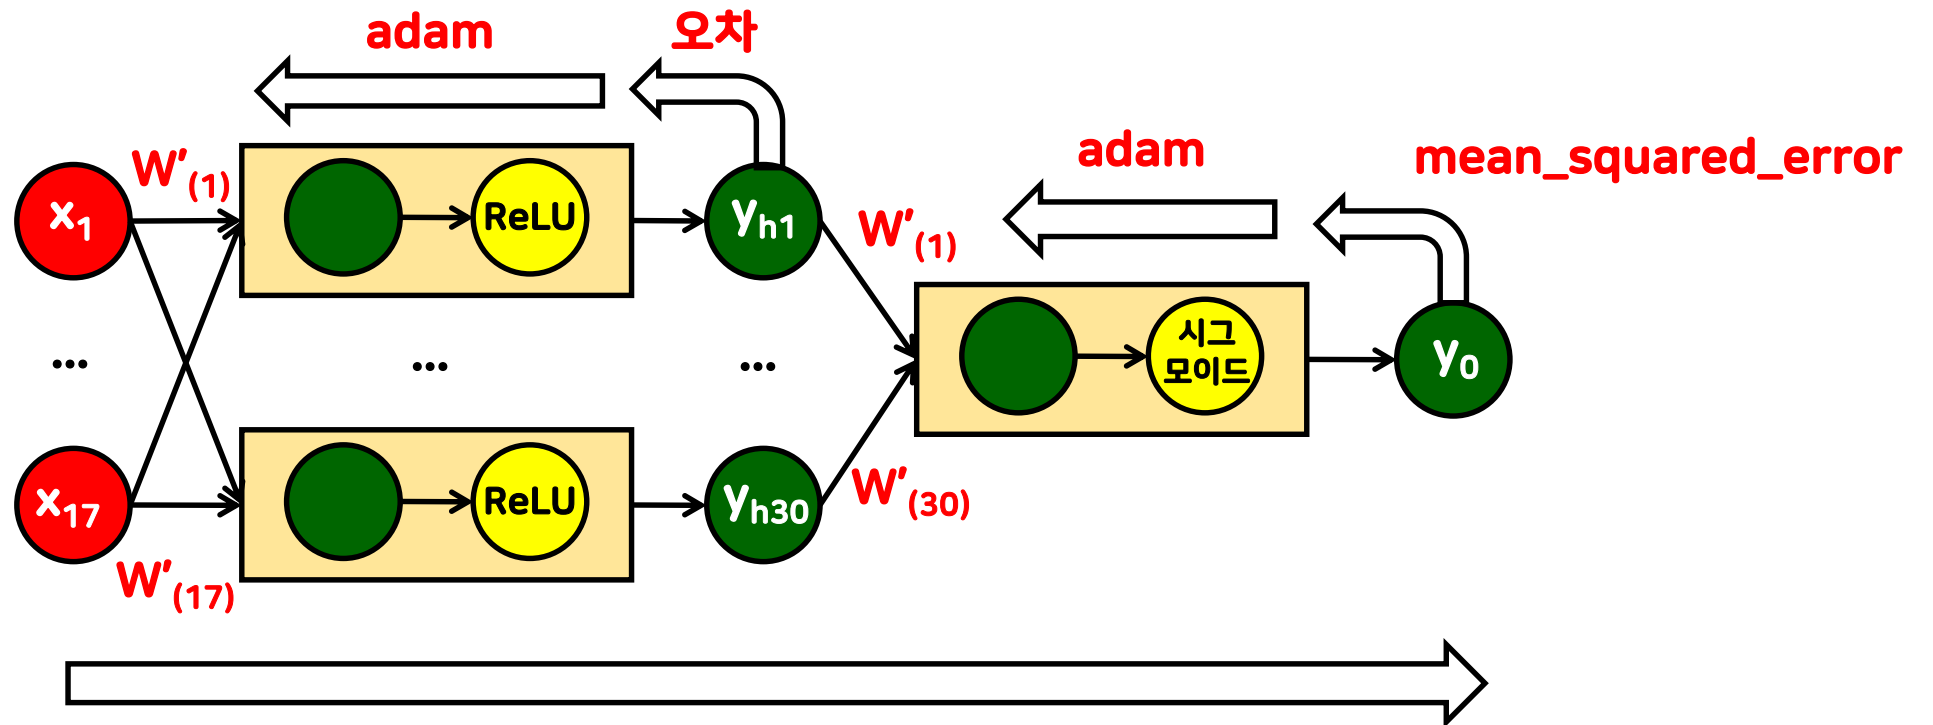 adam
오차
adam
mean_squared_error
W′(1)
x1
ReLU
yh1
W′(1)
...
...
...
시그
모이드
y0
x17
ReLU
yh30
W′(30)
W′(17)